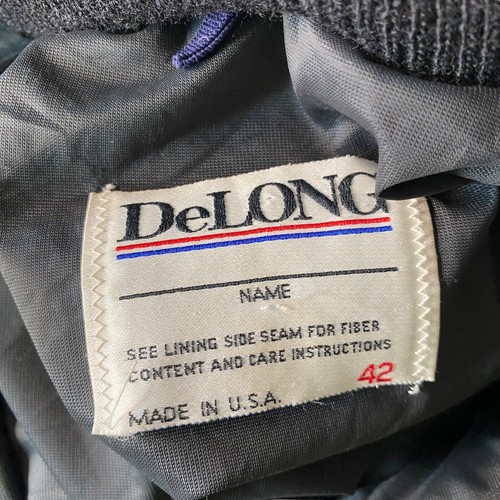 DeLONG
NAME
SEE LINING SIDE SEAM FOR FIBER
CONTENT AND CARE INSTRUCTIONS
42
MADE IN U.S.A.